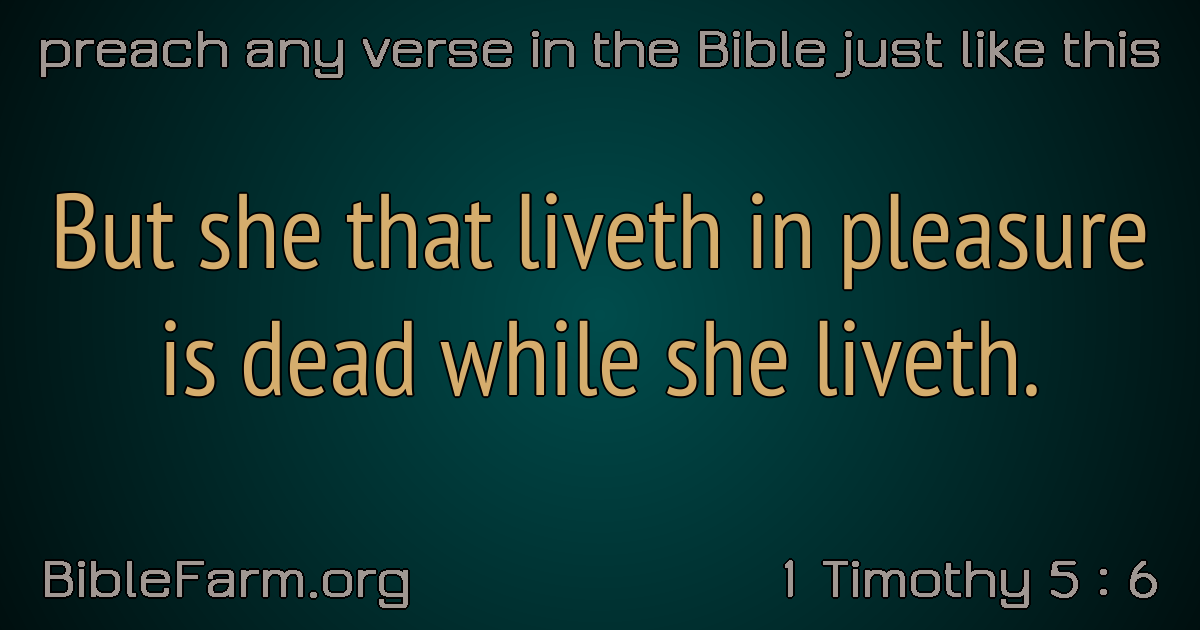 preach any verse in the Bible just like this
But she that liveth in pleasure
is dead while she liveth.
BibleFarm.org
1 Timothy 5 : 6